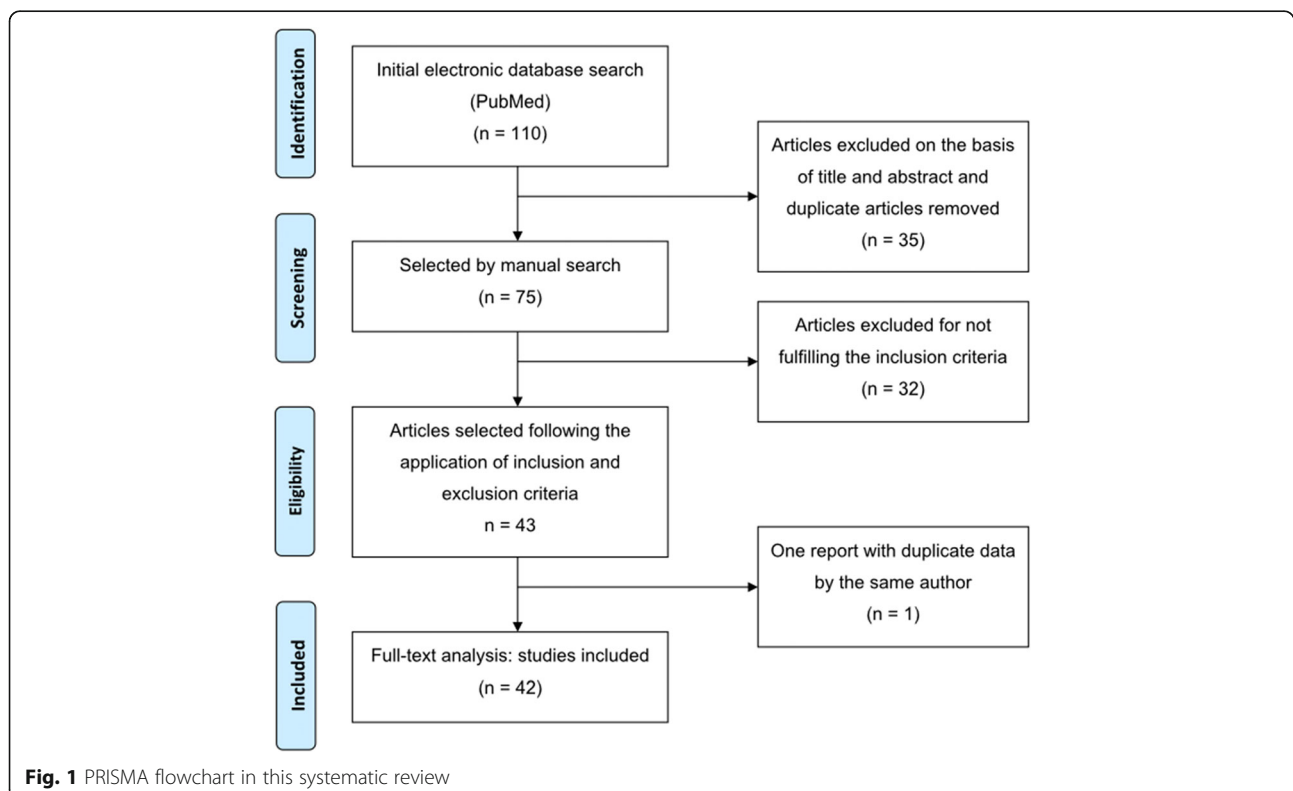 Identification
Initial electronic database search
(PubMed)
(n = 110)
Articles excluded on the basis
of title and abstract and
duplicate articles removed
(n = 35)
Screening
Selected by manual search
(n = 75)
Articles excluded for not
fulfilling the inclusion criteria
(n = 32)
Eligibility
Articles selected following the
application of inclusion and
exclusion criteria
n = 43
One report with duplicate data
by the same author
(n = 1)
Included
Full-text analysis: studies included
(n = 42)
Fig. 1 PRISMA flowchart in this systematic review